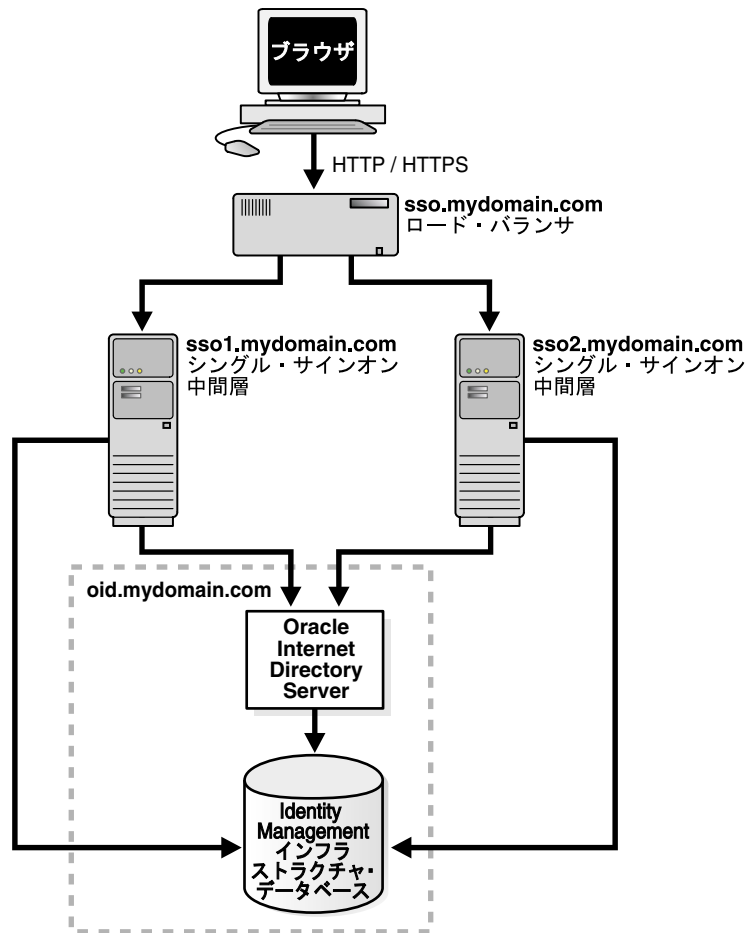 ブラウザ
HTTP / HTTPS
sso.mydomain.com
ロード・バランサ
sso1.mydomain.com
シングル・サインオン
中間層
sso2.mydomain.com
シングル・サインオン
中間層
oid.mydomain.com
Oracle
Internet
Directory
Server
Identity
Management
インフラ
ストラクチャ・
データベース